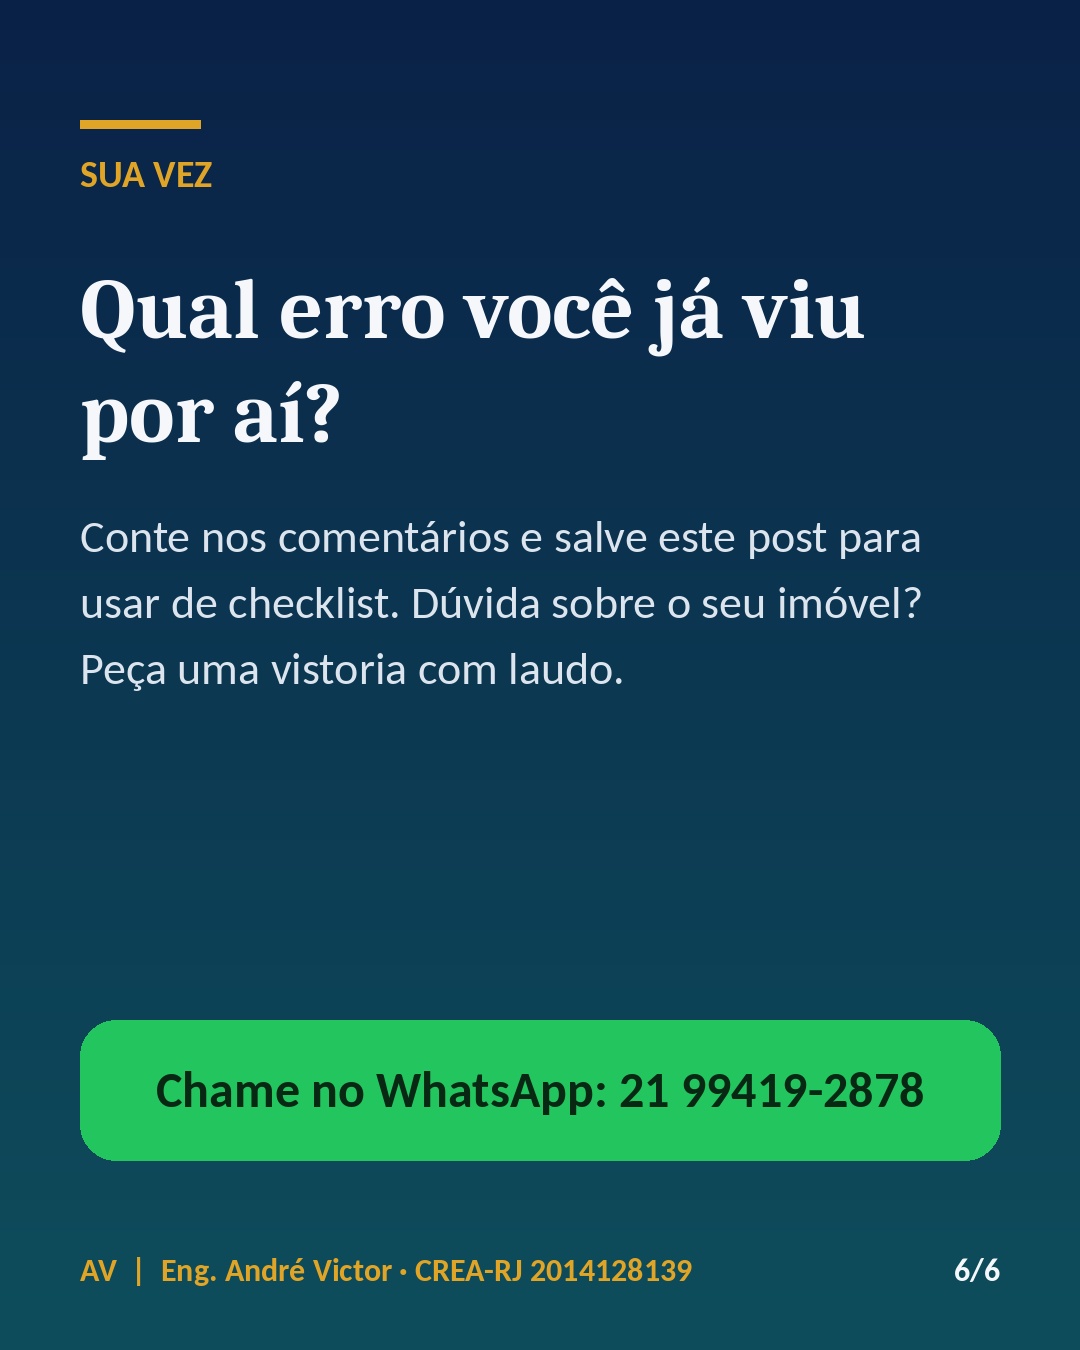 SUA VEZ
Qual erro você já viu
por aí?
Conte nos comentários e salve este post para
usar de checklist. Dúvida sobre o seu imóvel?
Peça uma vistoria com laudo.
Chame no WhatsApp: 21 99419-2878
AV | Eng. André Victor · CREA-RJ 2014128139
6/6